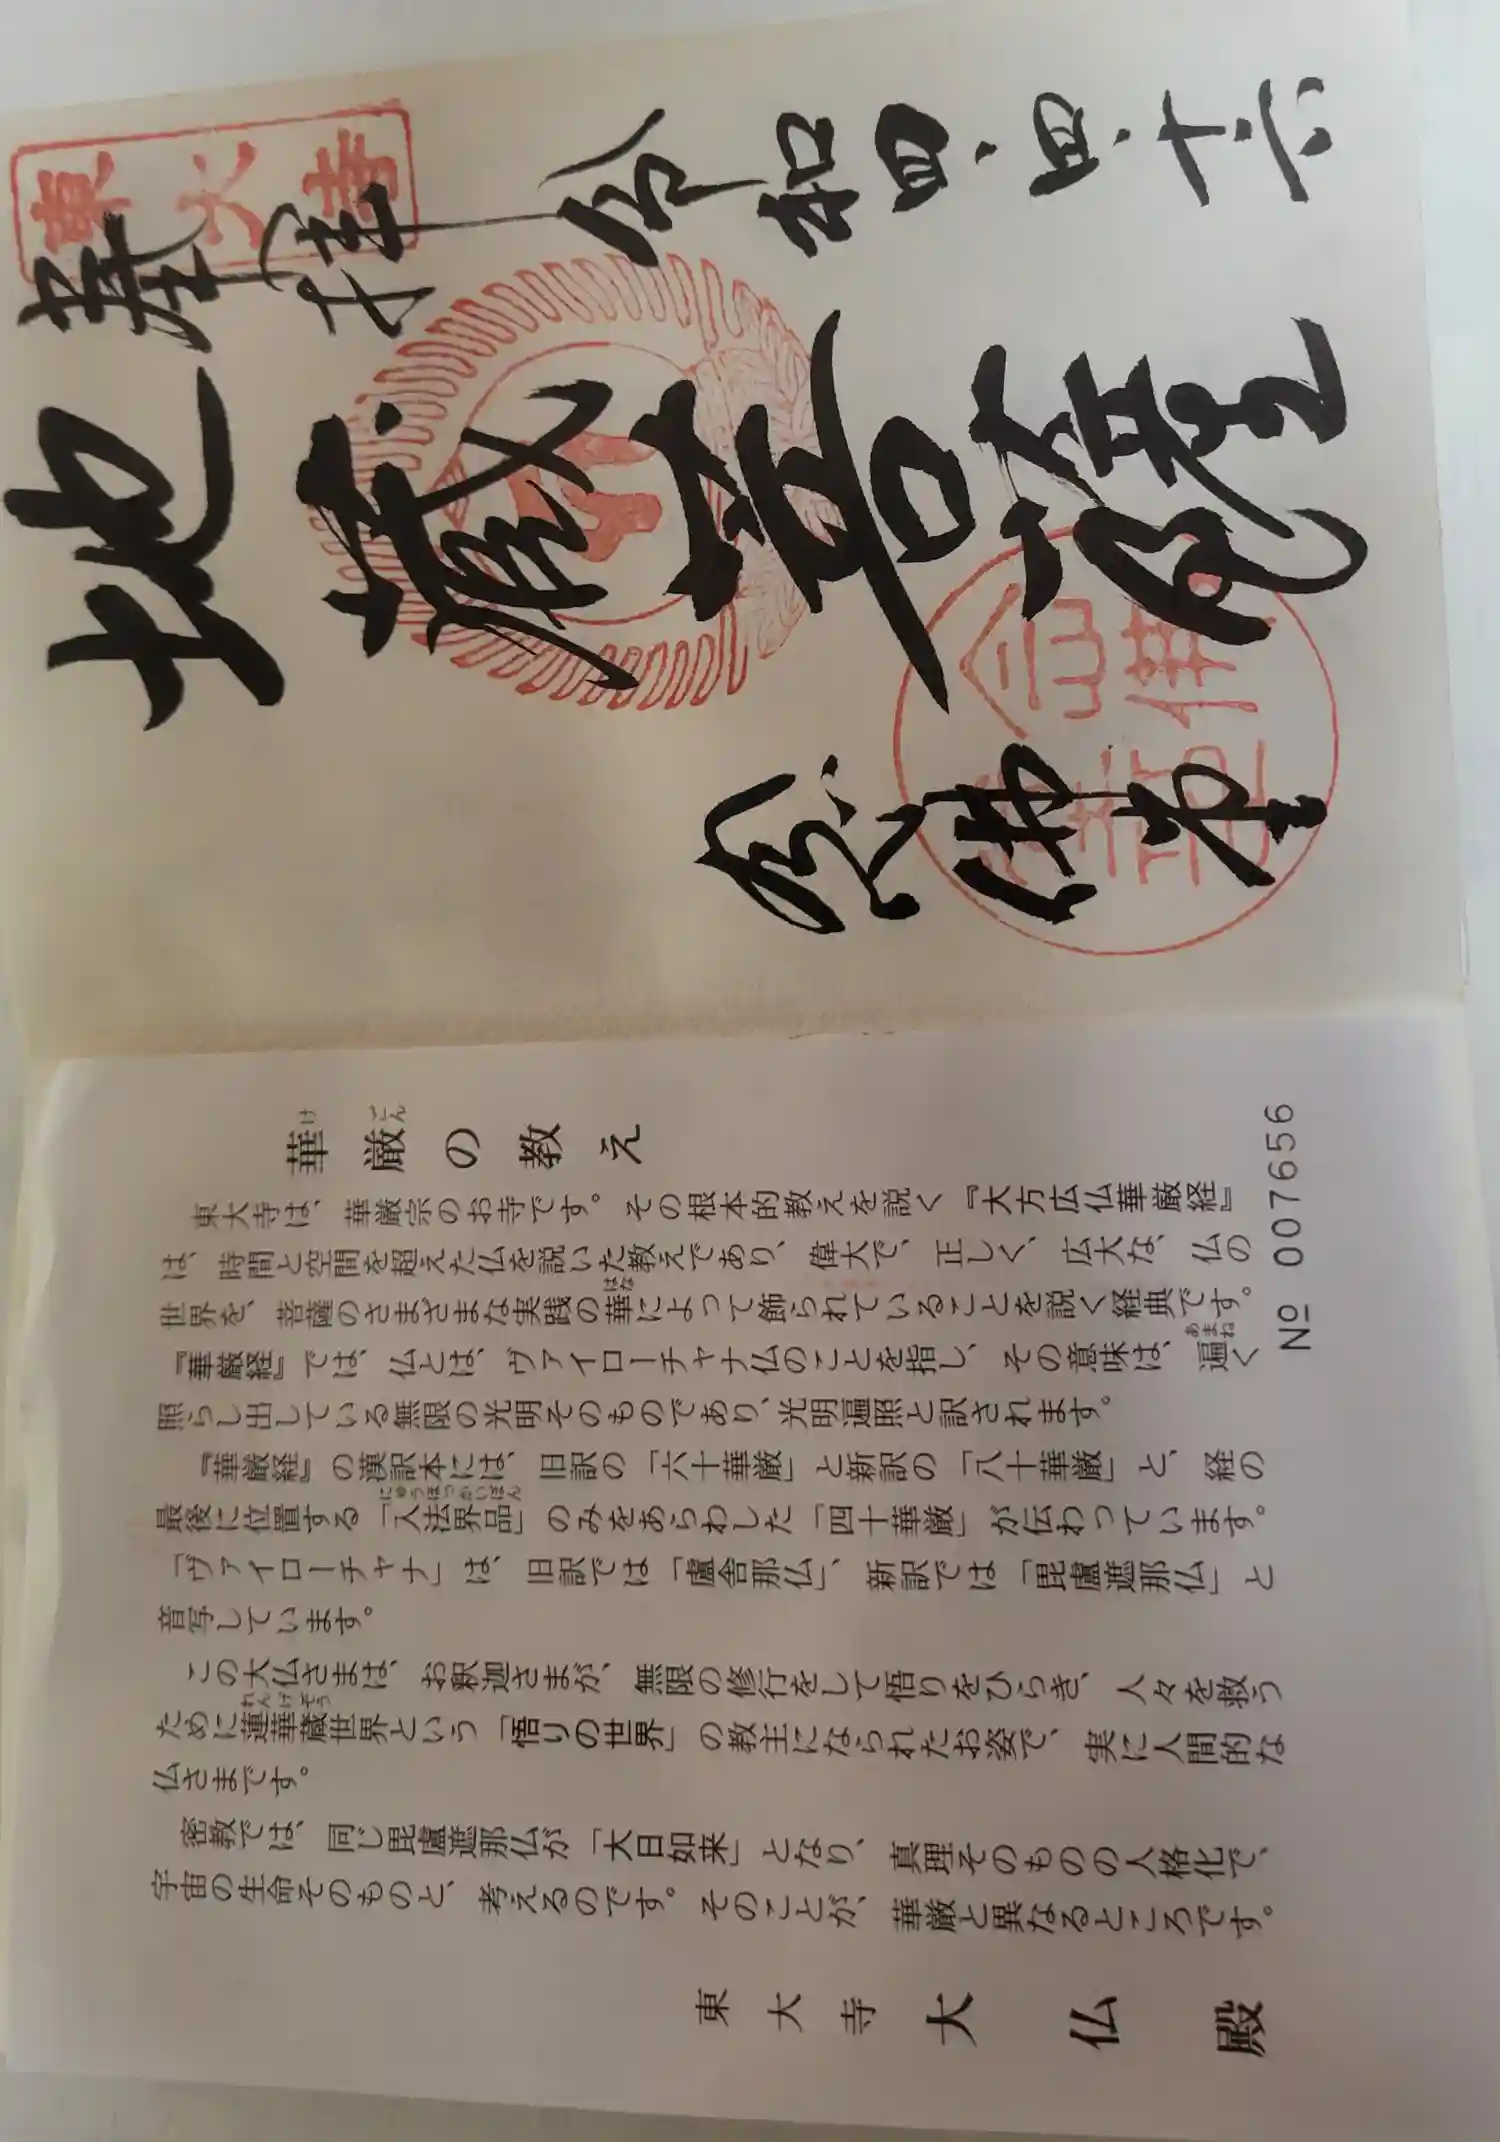 奉拝
令和四・四・十六
地蔵菩薩
念佛堂
東大寺
華厳の教え
東大寺は、華厳宗のお寺です。その根本的教えを説く『大方広仏華厳経』
は、時間と空間を超えた仏を説いた教えであり、偉大で、正しく、広大な、仏の
世界を、菩薩のさまざまな実践の華によって飾られていることを説く経典です。
『華厳経』では、仏とは、ヴァイローチャナ仏のことを指し、その意味は、遍く
照らし出している無限の光明そのものであり、光明遍照と訳されます。
『華厳経』の漢訳本には、旧訳の「六十華厳」と新訳の「八十華厳」と、経の
最後に位置する「入法界品」のみをあらわした「四十華厳」が伝わっています。
「ヴァイローチャナ」は、旧訳では「盧舎那仏」、新訳では「毘盧遮那仏」と
音写しています。
この大仏さまは、お釈迦さまが、無限の修行をして悟りをひらき、人々を救う
ために蓮華蔵世界という「悟りの世界」の教主になられたお姿で、実に人間的な
仏さまです。
密教では、同じ毘盧遮那仏が「大日如来」となり、真理そのものの人格化で、
宇宙の生命そのものと、考えるのです。そのことが、華厳と異なるところです。
東大寺大仏殿
№ 007656